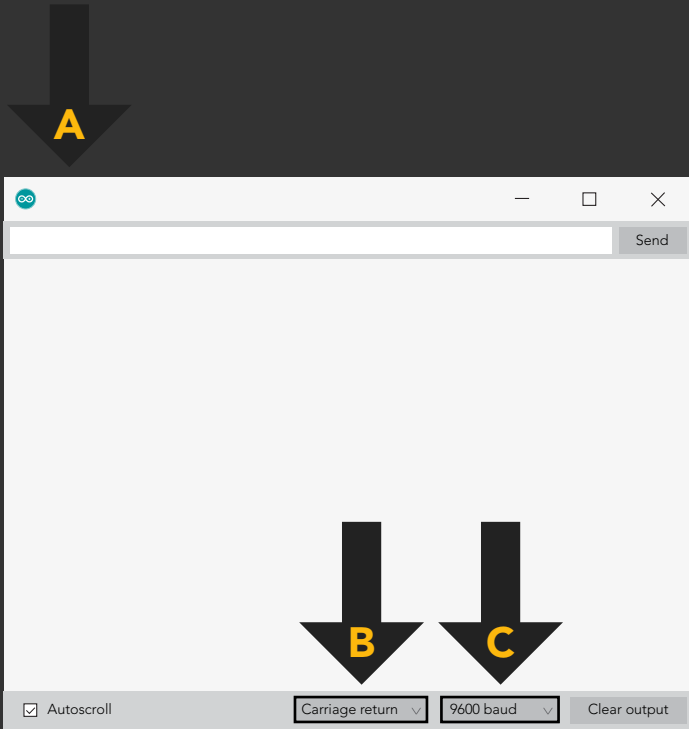 A
Send
B
C
Autoscroll
Carriage return
9600 baud
Clear output